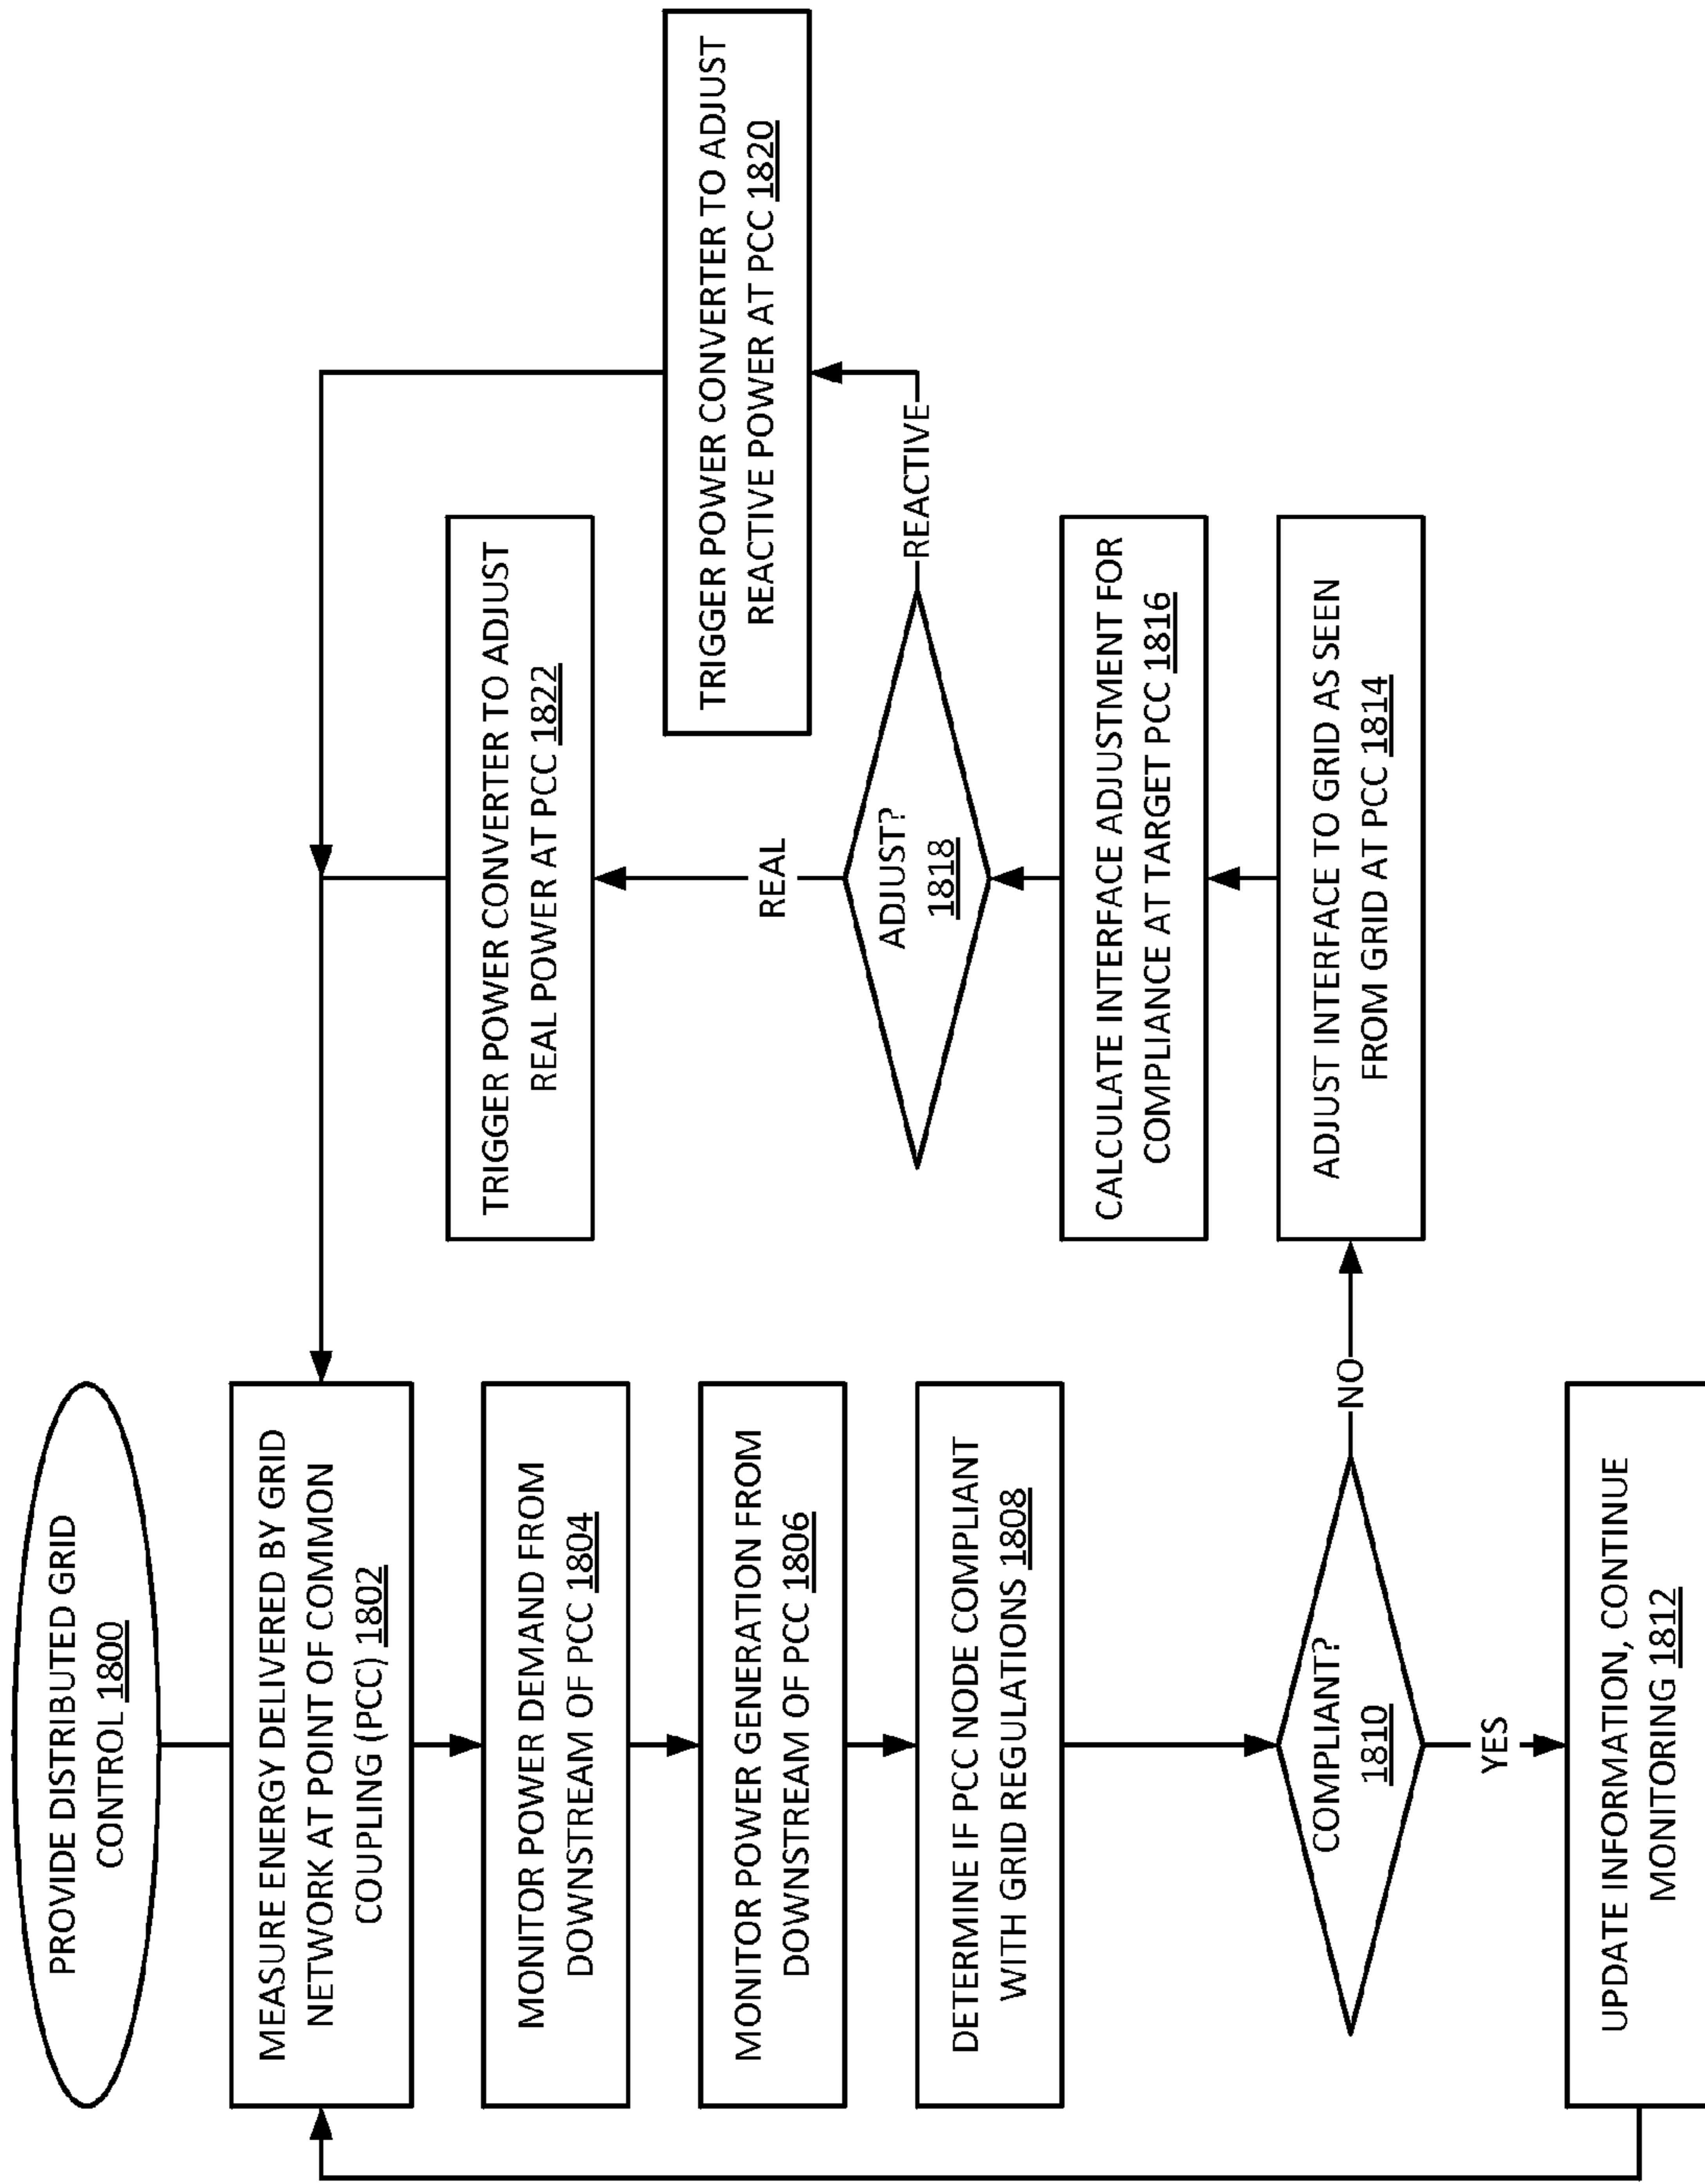 PROVIDE DISTRIBUTED GRID
CONTROL 1800
MEASURE ENERGY DELIVERED BY GRID
NETWORK AT POINT OF COMMON
COUPLING (PCC) 1802
MONITOR POWER DEMAND FROM
DOWNSTREAM OF PCC 1804
MONITOR POWER GENERATION FROM
DOWNSTREAM OF PCC 1806
DETERMINE IF PCC NODE COMPLIANT
WITH GRID REGULATIONS 1808
COMPLIANT?
1810
YES
NO
UPDATE INFORMATION, CONTINUE
MONITORING 1812
ADJUST INTERFACE TO GRID AS SEEN
FROM GRID AT PCC 1814
CALCULATE INTERFACE ADJUSTMENT FOR
COMPLIANCE AT TARGET PCC 1816
ADJUST?
1818
REAL
REACTIVE
TRIGGER POWER CONVERTER TO ADJUST
REACTIVE POWER AT PCC 1820
TRIGGER POWER CONVERTER TO ADJUST
REAL POWER AT PCC 1822